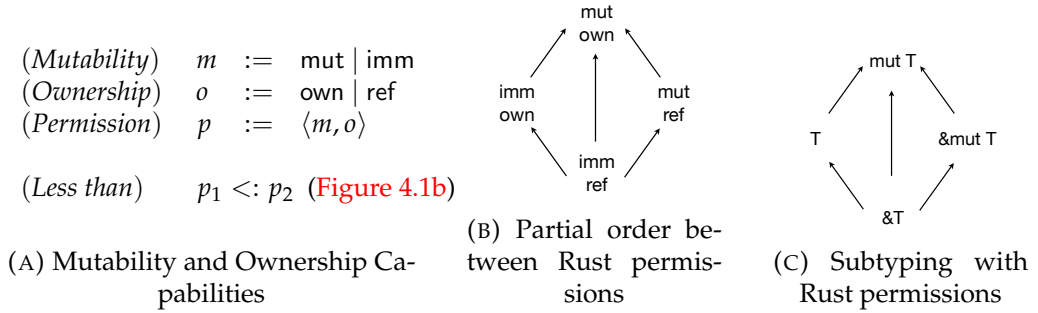 (Mutability) m := mut | imm
(Ownership) o := own | ref
(Permission) p := ⟨m, o⟩
(Less than) p₁ <: p₂ (Figure 4.1b)
(A) Mutability and Ownership Ca-
pabilities
mut
own
imm
own
mut
ref
imm
ref
(B) Partial order be-
tween Rust permis-
sions
mut T
T
&mut T
&T
(C) Subtyping with
Rust permissions